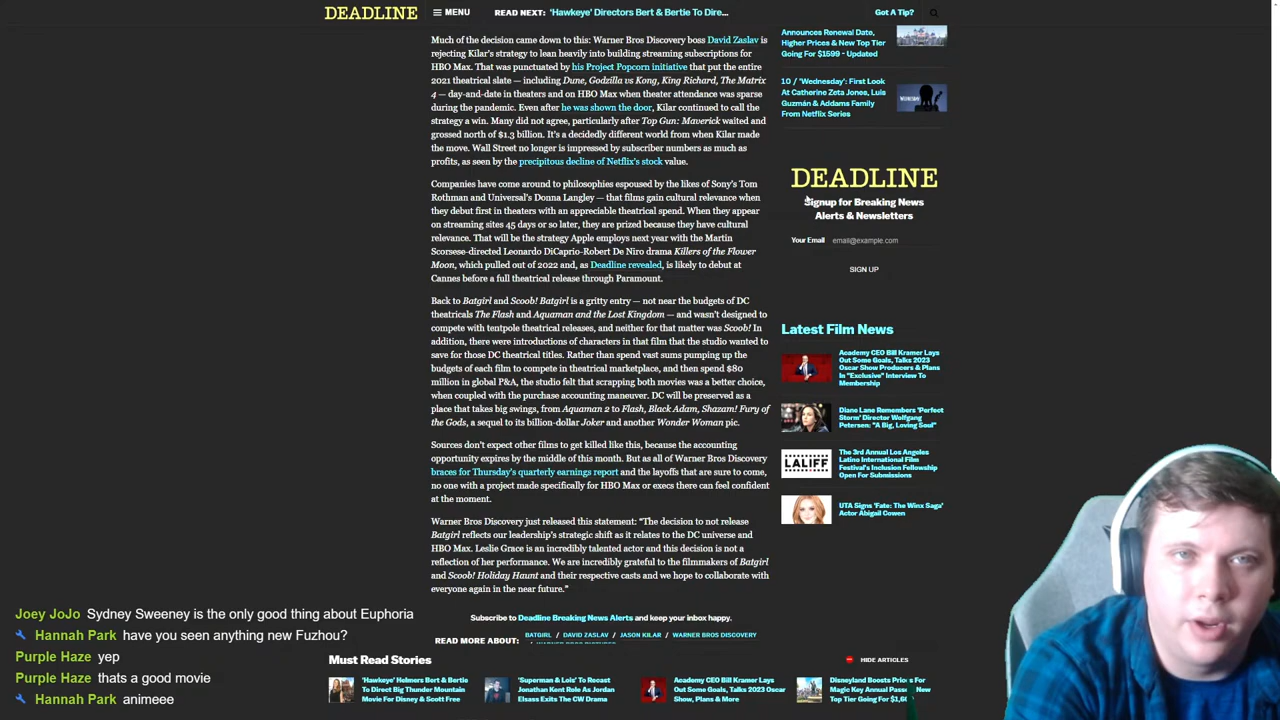 DEADLINE
MENU
READ NEXT: 'Hawkeye' Directors Bert & Bertie To Dire...
Got A Tip?
Much of the decision came down to this: Warner Bros Discovery boss David Zaslav is
rejecting Kilar's strategy to lean heavily into building streaming subscriptions for
HBO Max. That was punctuated by his Project Popcorn initiative that put the entire
2021 theatrical slate — including Dune, Godzilla vs Kong, King Richard, The Matrix
4 — day-and-date in theaters and on HBO Max when theater attendance was sparse
during the pandemic. Even after he was shown the door, Kilar continued to call the
strategy a win. Many did not agree, particularly after Top Gun: Maverick waited and
grossed north of $1.3 billion. It's a decidedly different world from when Kilar made
the move. Wall Street no longer is impressed by subscriber numbers as much as
profits, as seen by the precipitous decline of Netflix's stock value.
Companies have come around to philosophies espoused by the likes of Sony's Tom
Rothman and Universal's Donna Langley — that films gain cultural relevance when
they debut first in theaters with an appreciable theatrical spend. When they appear
on streaming sites 45 days or so later, they are prized because they have cultural
relevance. That will be the strategy Apple employs next year with the Martin
Scorsese-directed Leonardo DiCaprio-Robert De Niro drama Killers of the Flower
Moon, which pulled out of 2022 and, as Deadline revealed, is likely to debut at
Cannes before a full theatrical release through Paramount.
Back to Batgirl and Scoob! Batgirl is a gritty entry — not near the budgets of DC
theatricals The Flash and Aquaman and the Lost Kingdom — and wasn't designed to
compete with tentpole theatrical releases, and neither for that matter was Scoob! In
addition, there were introductions of characters in that film that the studio wanted to
save for those DC theatrical titles. Rather than spend vast sums pumping up the
budgets of each film to compete in theatrical marketplace, and then spend $80
million in global P&A, the studio felt that scrapping both movies was a better choice,
when coupled with the purchase accounting maneuver. DC will be preserved as a
place that takes big swings, from Aquaman 2 to Flash, Black Adam, Shazam! Fury of
the Gods, a sequel to its billion-dollar Joker and another Wonder Woman pic.
Sources don't expect other films to get killed like this, because the accounting
opportunity expires by the middle of this month. But as all of Warner Bros Discovery
braces for Thursday's quarterly earnings report and the layoffs that are sure to come,
no one with a project made specifically for HBO Max or execs there can feel confident
at the moment.
Warner Bros Discovery just released this statement: "The decision to not release
Batgirl reflects our leadership's strategic shift as it relates to the DC universe and
HBO Max. Leslie Grace is an incredibly talented actor and this decision is not a
reflection of her performance. We are incredibly grateful to the filmmakers of Batgirl
and Scoob! Holiday Haunt and their respective casts and we hope to collaborate with
everyone again in the near future."
Subscribe to Deadline Breaking News Alerts and keep your inbox happy.
READ MORE ABOUT: BATGIRL / DAVID ZASLAV / JASON KILAR / WARNER BROS DISCOVERY
Announces Renewal Date,
Higher Prices & New Top Tier
Going For $1599 - Updated
10 / 'Wednesday': First Look
At Catherine Zeta Jones, Luis
Guzmán & Addams Family
From Netflix Series
WEDNESDAY
DEADLINE
Signup for Breaking News
Alerts & Newsletters
Your Email email@example.com
SIGN UP
Latest Film News
Academy CEO Bill Kramer Lays
Out Some Goals, Talks 2023
Oscar Show Producers & Plans
In "Exclusive" Interview To
Membership
Diane Lane Remembers 'Perfect
Storm' Director Wolfgang
Petersen: "A Big, Loving Soul"
LALIFF
The 3rd Annual Los Angeles
Latino International Film
Festival's Inclusion Fellowship
Open For Submissions
UTA Signs 'Fate: The Winx Saga'
Actor Abigail Cowen
Joey JoJo Sydney Sweeney is the only good thing about Euphoria
Hannah Park have you seen anything new Fuzhou?
Purple Haze yep
Purple Haze thats a good movie
Hannah Park animeee
Must Read Stories
HIDE ARTICLES
'Hawkeye' Helmers Bert & Bertie
To Direct Big Thunder Mountain
Movie For Disney & Scott Free
'Superman & Lois' To Recast
Jonathan Kent Role As Jordan
Elsass Exits The CW Drama
Academy CEO Bill Kramer Lays
Out Some Goals, Talks 2023 Oscar
Show, Plans & More
Disneyland Boosts Prices For
Magic Key Annual Passes, New
Top Tier Going For $1,60